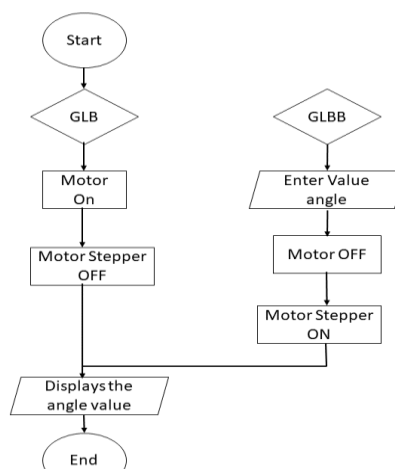 Start
GLB
Motor
On
Motor Stepper
OFF
GLBB
Enter Value
angle
Motor OFF
Motor Stepper
ON
Displays the
angle value
End